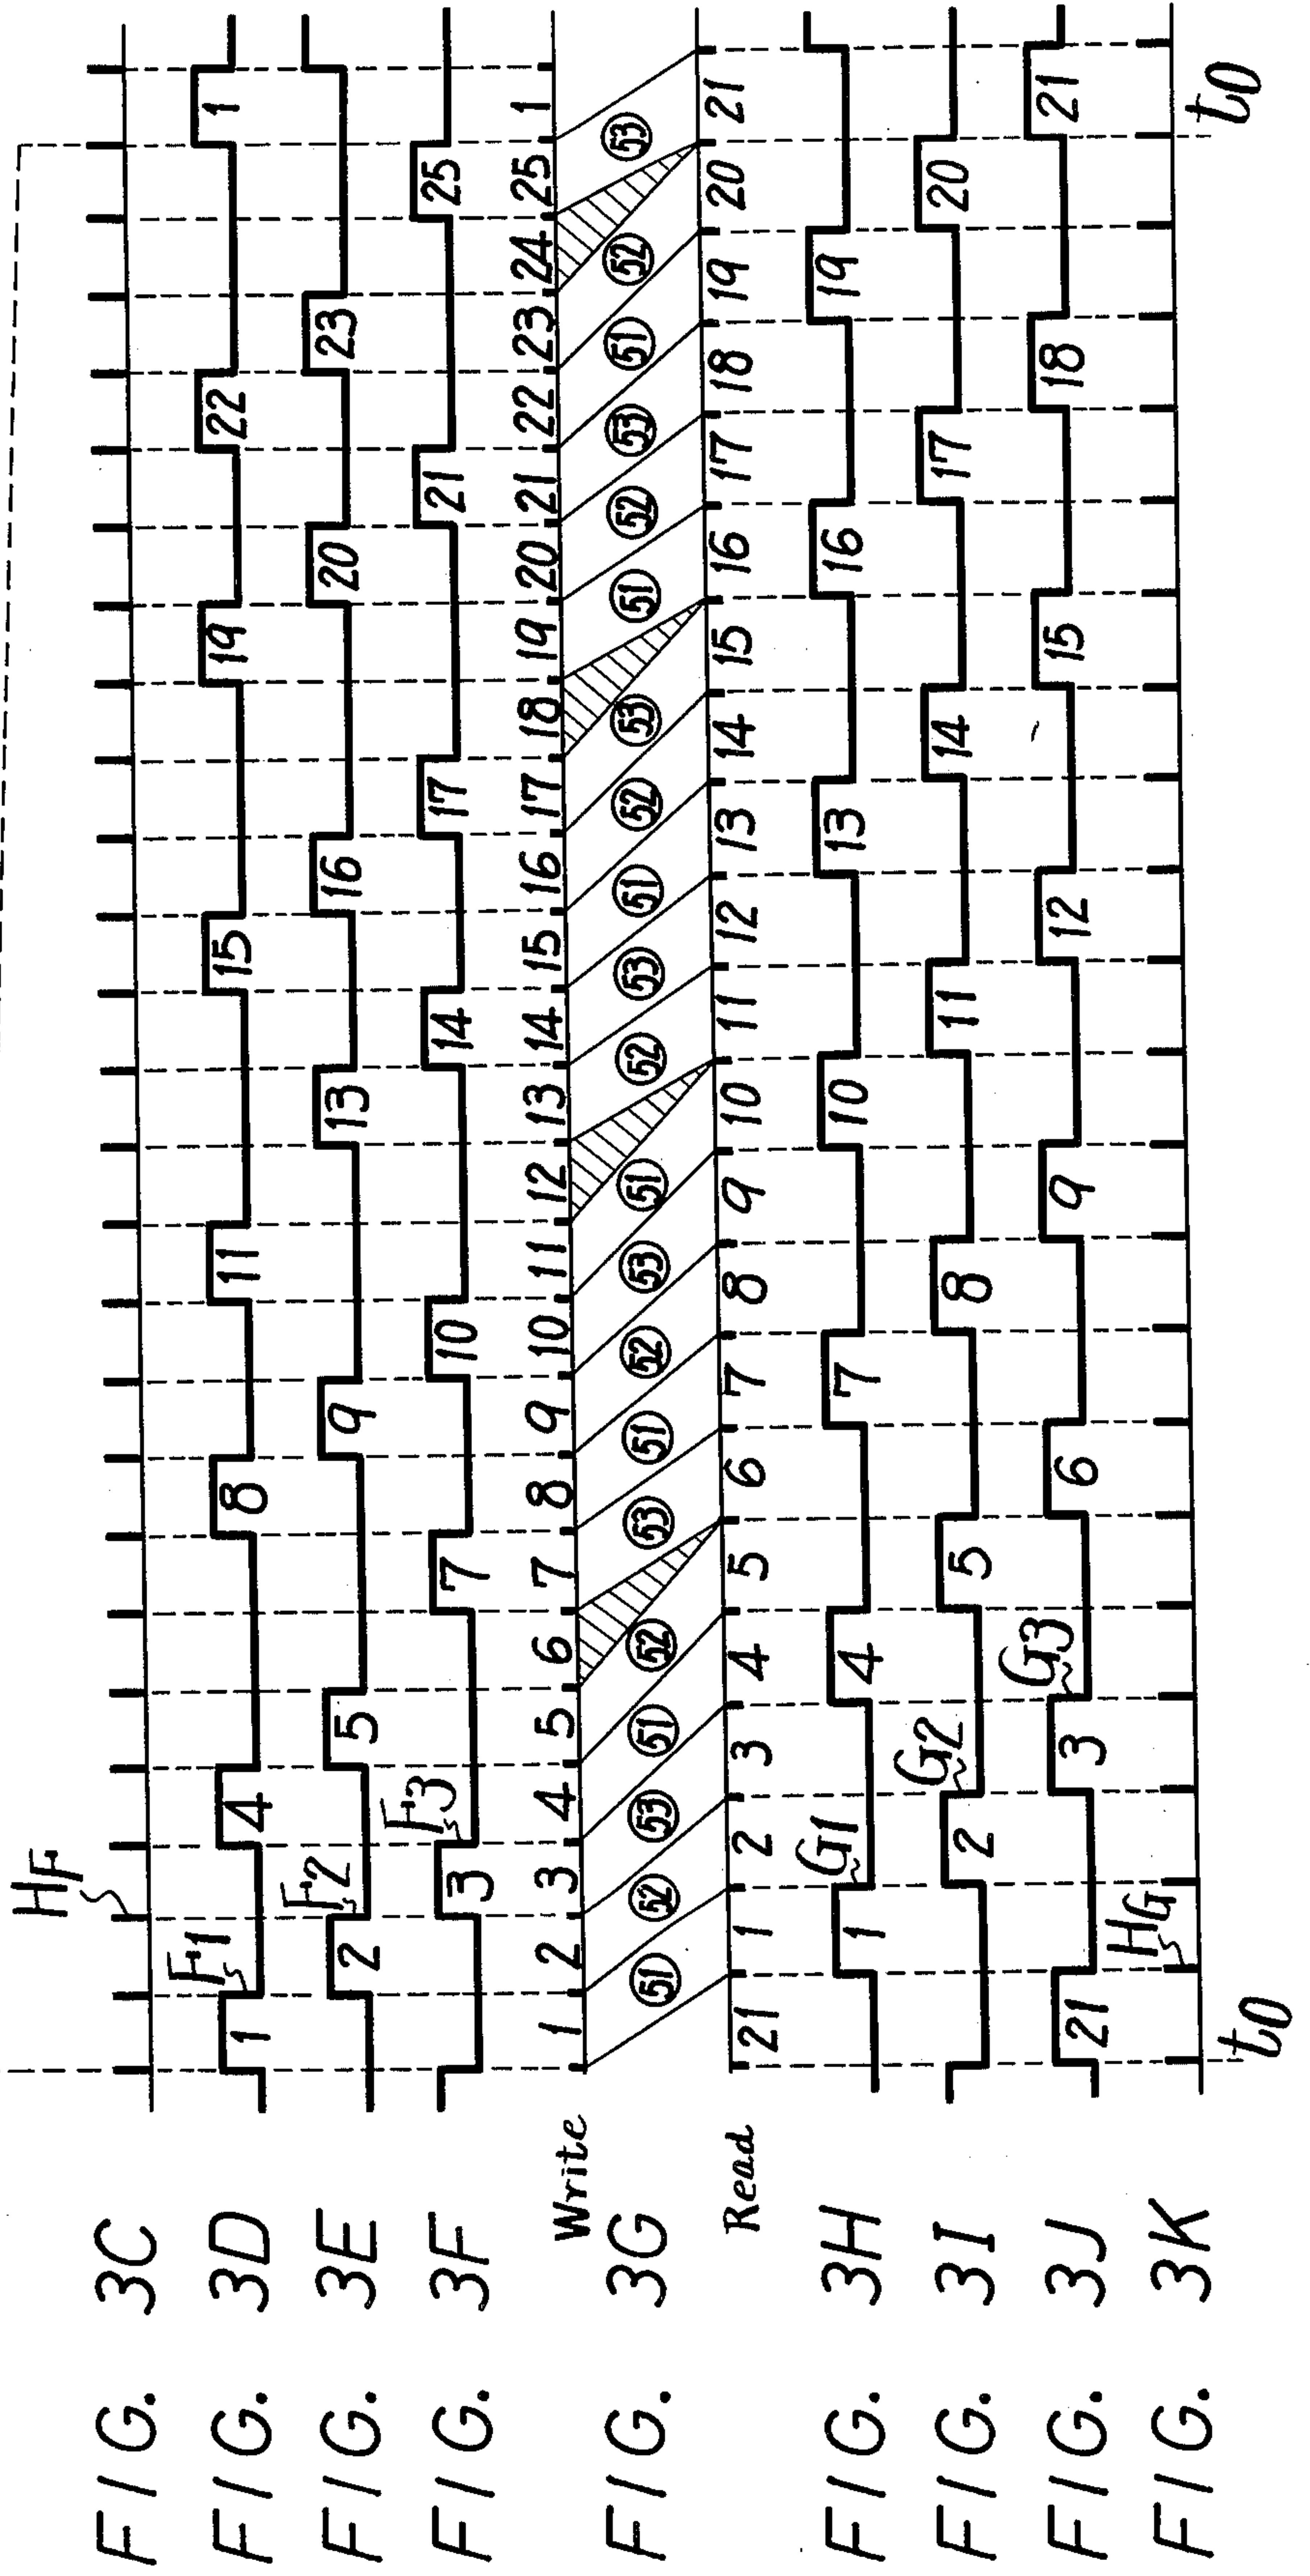 HF
FIG. 3C
FIG. 3D 1 F1 4 8 11 15 19 22 1
FIG. 3E 2 F2 5 9 13 16 20 23
FIG. 3F 3 F3 7 10 14 17 21 25
Write 1 2 3 4 5 6 7 8 9 10 11 12 13 14 15 16 17 18 19 20 21 22 23 24 25 1
FIG. 3G 51 52 53 51 52 53 51 52 53 51 52 53 51 52 53 51 52 53 51 52 53
Read 21 1 2 3 4 5 6 7 8 9 10 11 12 13 14 15 16 17 18 19 20 21
FIG. 3H 1 G1 4 7 10 13 16 19
FIG. 3I 2 G2 5 8 11 14 17 20
FIG. 3J 21 3 G3 6 9 12 15 18 21
FIG. 3K HG
t0 t0